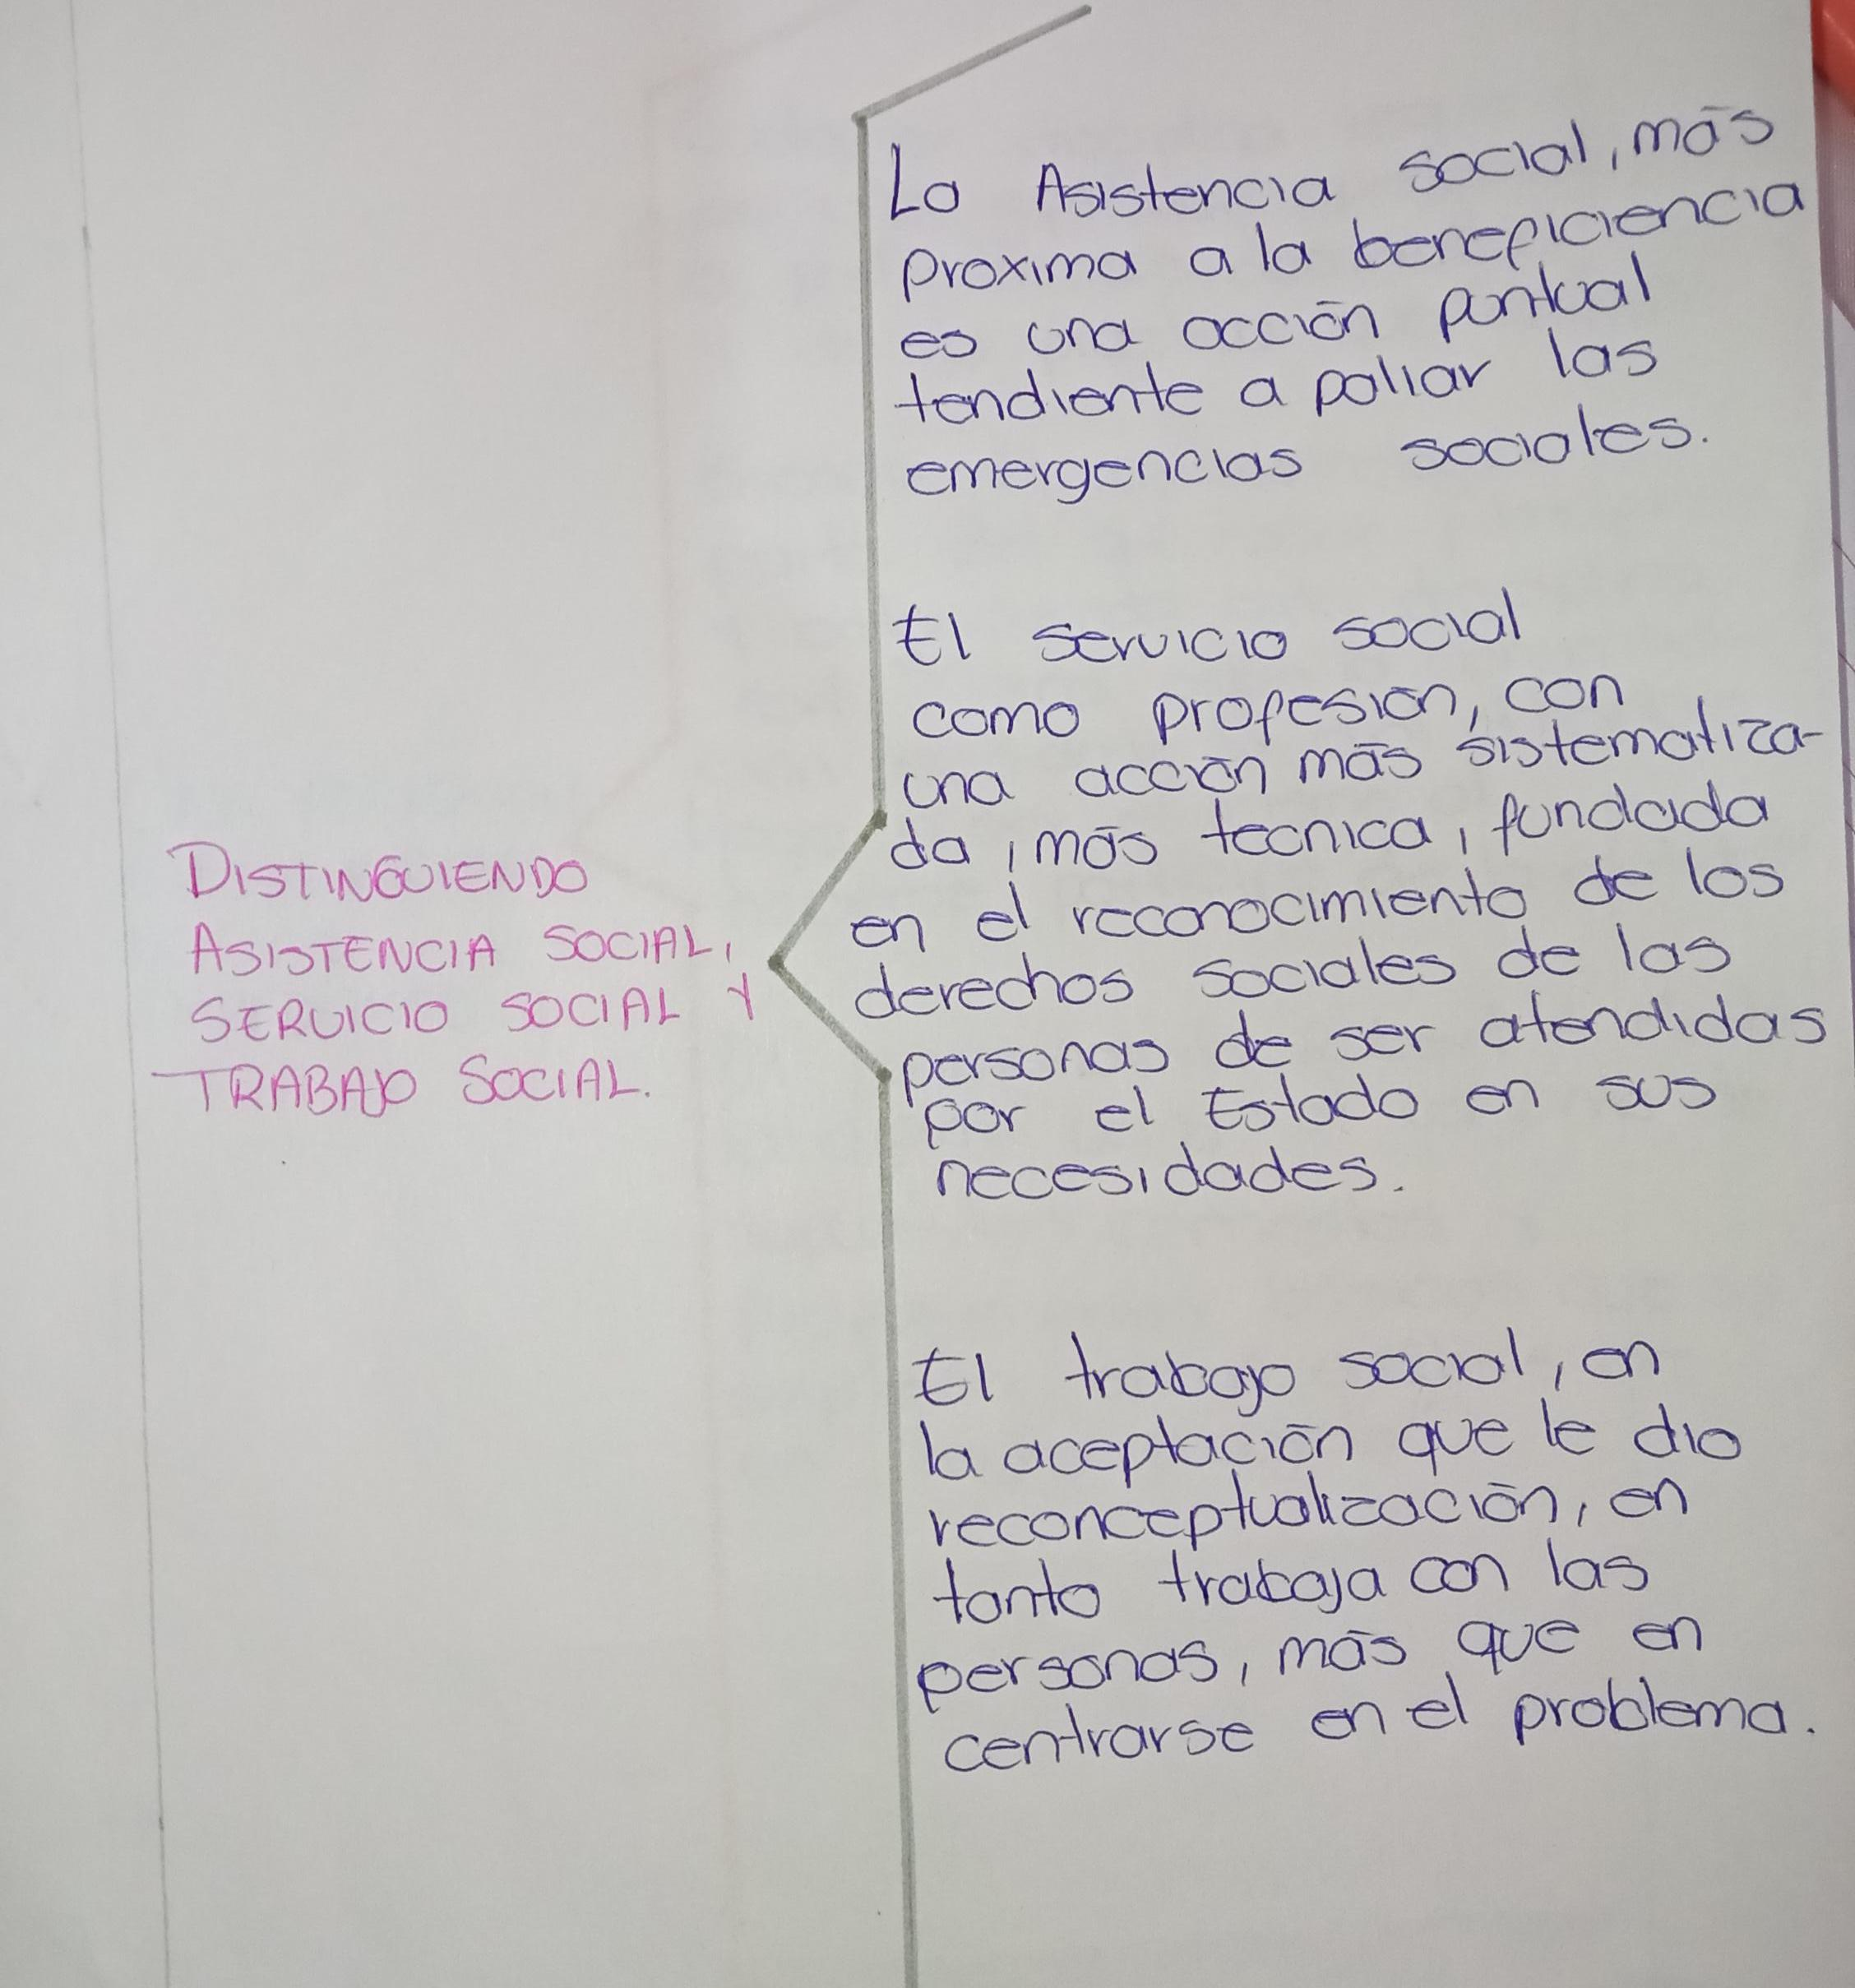 DISTINGUIENDO
ASISTENCIA SOCIAL,
SERVICIO SOCIAL Y
TRABAJO SOCIAL.
La Asistencia social, más
proxima a la beneficiencia
es una acción puntual
tendiente a paliar las
emergencias sociales.
El servicio social
como profesión, con
una acción más sistematiza-
da, más tecnica, fundada
en el reconocimiento de los
derechos sociales de las
personas de ser atendidas
por el Estado en sus
necesidades.
El trabajo social, en
la aceptación que le dio
reconceptualización, en
tanto trabaja con las
personas, más que en
centrarse en el problema.